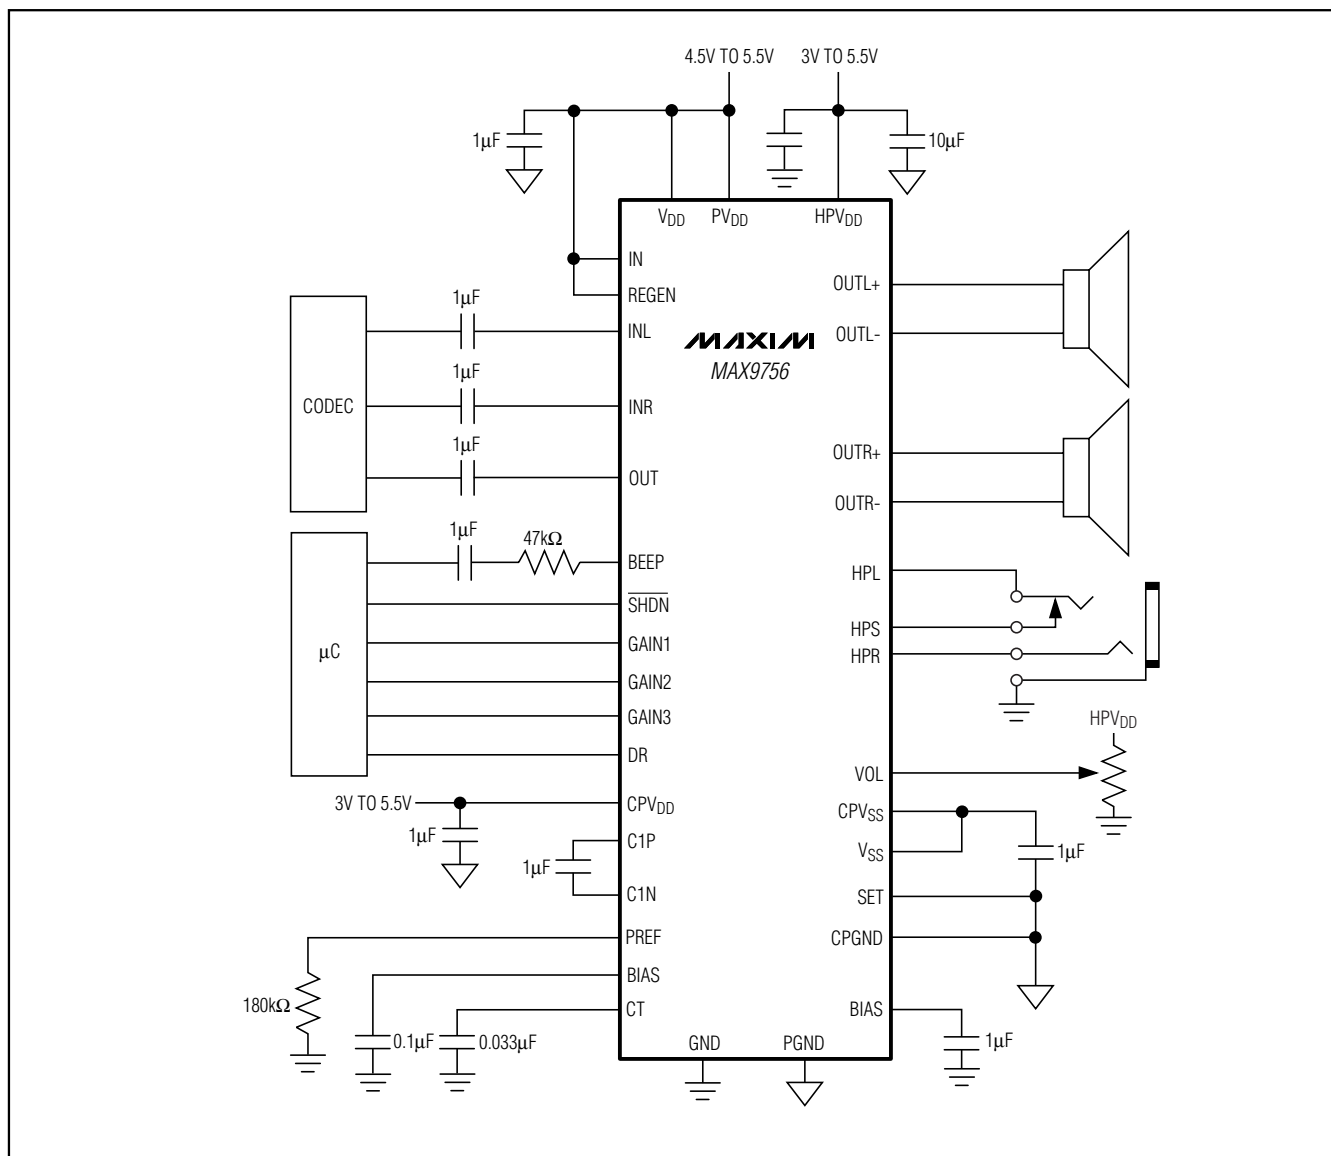 4.5V TO 5.5V
3V TO 5.5V
1µF
10µF
VDD
PVDD
HPVDD
IN
REGEN
INL
INR
OUT
BEEP
SHDN
GAIN1
GAIN2
GAIN3
DR
CPVDD
C1P
C1N
PREF
BIAS
CT
MAXIM
MAX9756
GND
PGND
OUTL+
OUTL-
OUTR+
OUTR-
HPL
HPS
HPR
VOL
CPVSS
VSS
SET
CPGND
BIAS
CODEC
1µF
1µF
1µF
µC
1µF
47kΩ
3V TO 5.5V
1µF
1µF
180kΩ
0.1µF
0.033µF
HPVDD
1µF
1µF